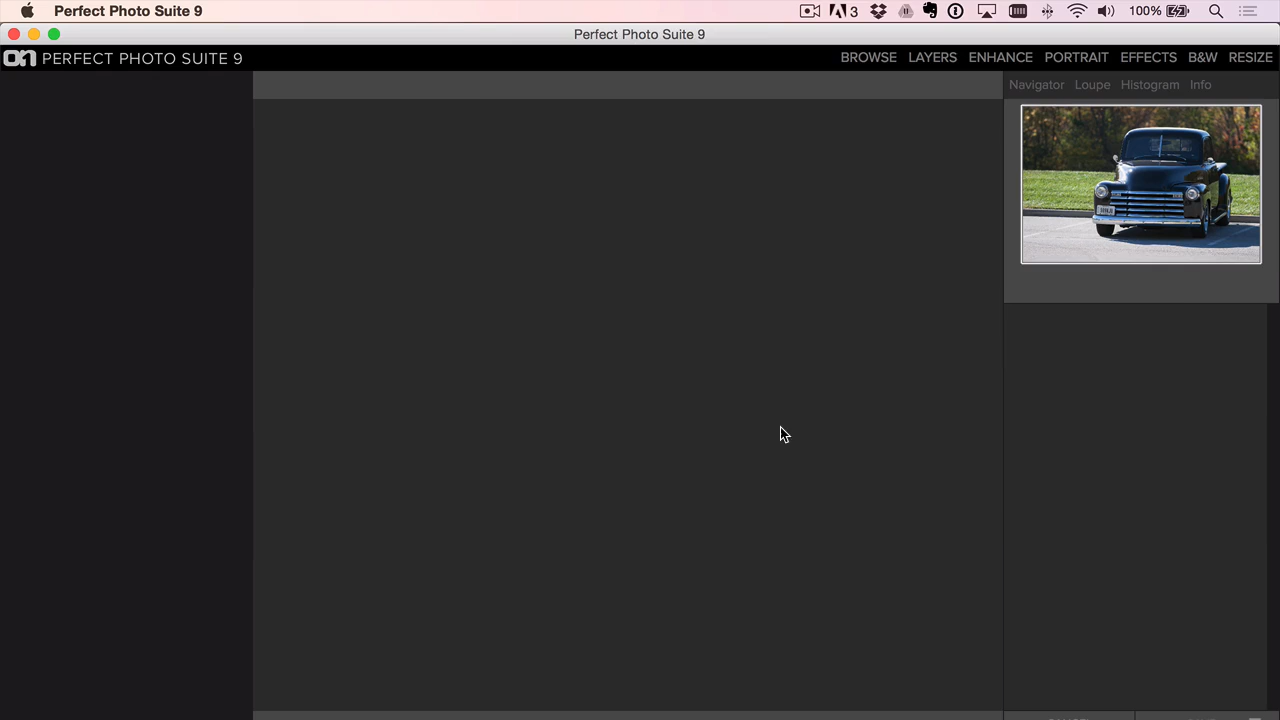 Perfect Photo Suite 9
3
100%
Perfect Photo Suite 9
ON PERFECT PHOTO SUITE 9
BROWSE LAYERS ENHANCE PORTRAIT EFFECTS B&W RESIZE
Navigator Loupe Histogram Info